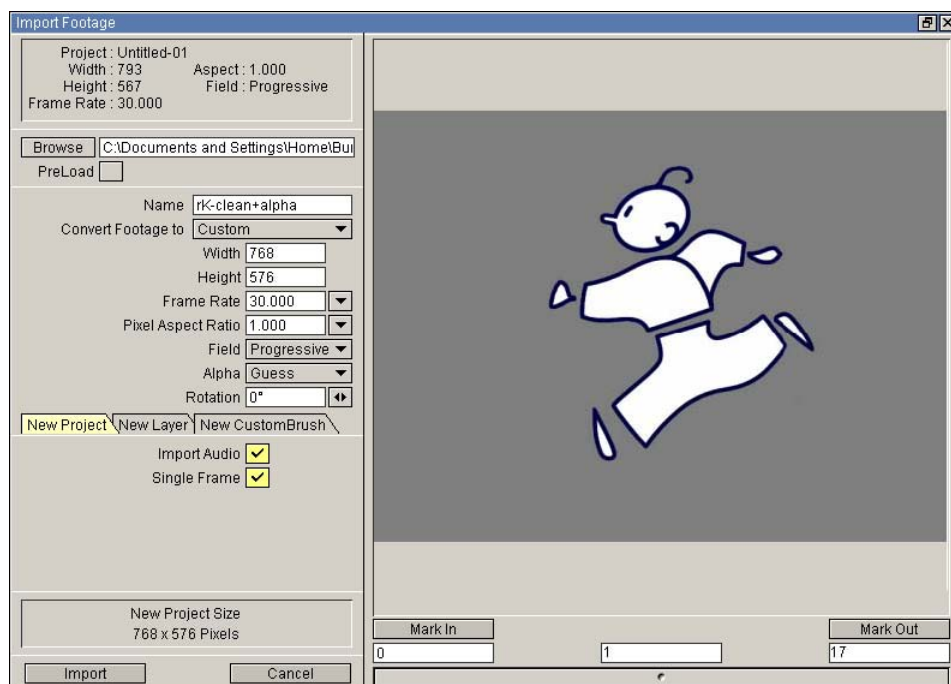 Import Footage
Project : Untitled-01
Width : 793 Aspect : 1.000
Height : 567 Field : Progressive
Frame Rate : 30.000
Browse C:\Documents and Settings\Home\Bu
PreLoad
Name rK-clean+alpha
Convert Footage to Custom
Width 768
Height 576
Frame Rate 30.000
Pixel Aspect Ratio 1.000
Field Progressive
Alpha Guess
Rotation 0°
New Project New Layer New CustomBrush
Import Audio
Single Frame
New Project Size
768 x 576 Pixels
Mark In Mark Out
0 1 17
Import Cancel